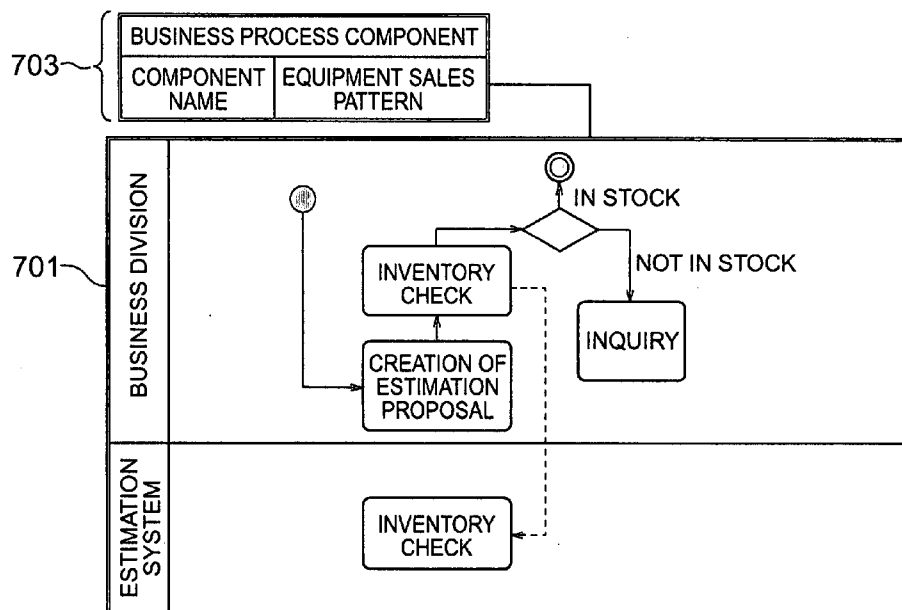 703
BUSINESS PROCESS COMPONENT
COMPONENT
NAME
EQUIPMENT SALES
PATTERN
701
BUSINESS DIVISION
IN STOCK
NOT IN STOCK
INVENTORY
CHECK
INQUIRY
CREATION OF
ESTIMATION
PROPOSAL
ESTIMATION
SYSTEM
INVENTORY
CHECK